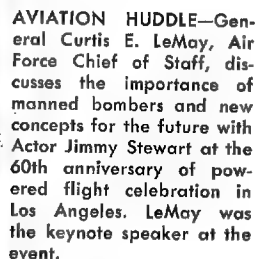 AVIATION HUDDLE—Gen-
eral Curtis E. LeMay, Air
Force Chief of Staff, dis-
cusses the importance of
manned bombers and new
concepts for the future with
Actor Jimmy Stewart at the
60th anniversary of pow-
ered flight celebration in
Los Angeles. LeMay was
the keynote speaker at the
event.